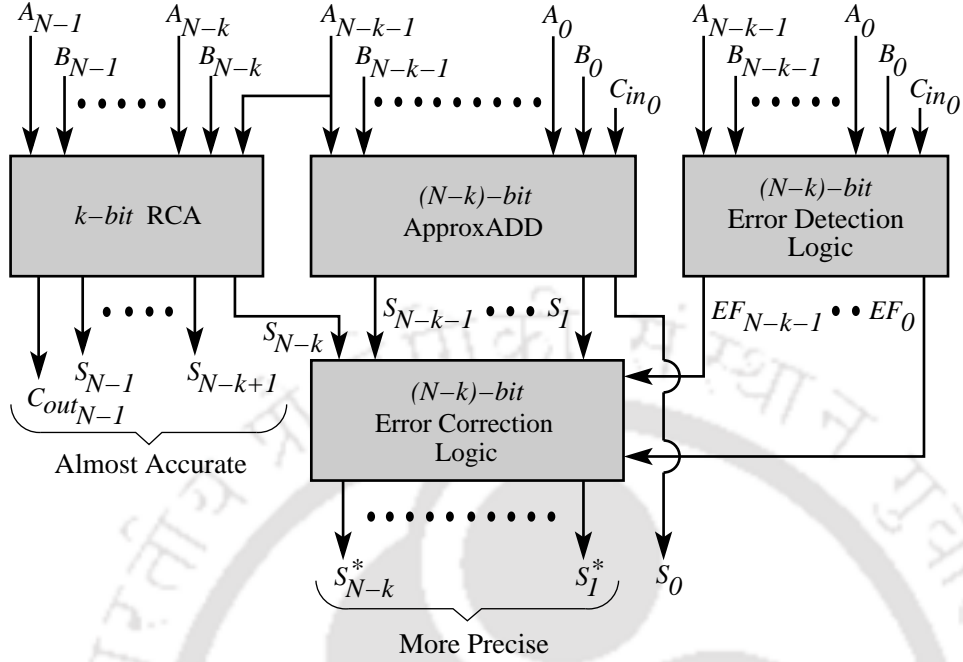 A_{N−1} A_{N−k} A_{N−k−1} A_0 A_{N−k−1} A_0
B_{N−1} B_{N−k} B_{N−k−1} B_0 B_{N−k−1} B_0
C_{in_0} C_{in_0}
k−bit RCA
(N−k)−bit
ApproxADD
(N−k)−bit
Error Detection
Logic
S_{N−k} S_{N−k−1} S_1 EF_{N−k−1} EF_0
C_{out_{N−1}} S_{N−1} S_{N−k+1}
Almost Accurate
(N−k)−bit
Error Correction
Logic
S^*_{N−k} S^*_1 S_0
More Precise